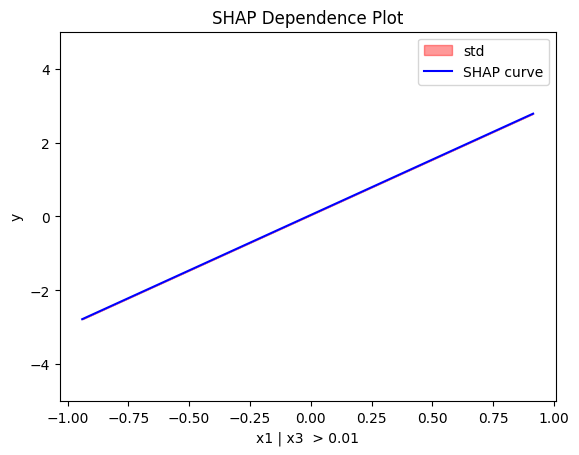 SHAP Dependence Plot
std
SHAP curve
4
2
0
−2
−4
y
−1.00 −0.75 −0.50 −0.25 0.00 0.25 0.50 0.75 1.00
x1 | x3  > 0.01